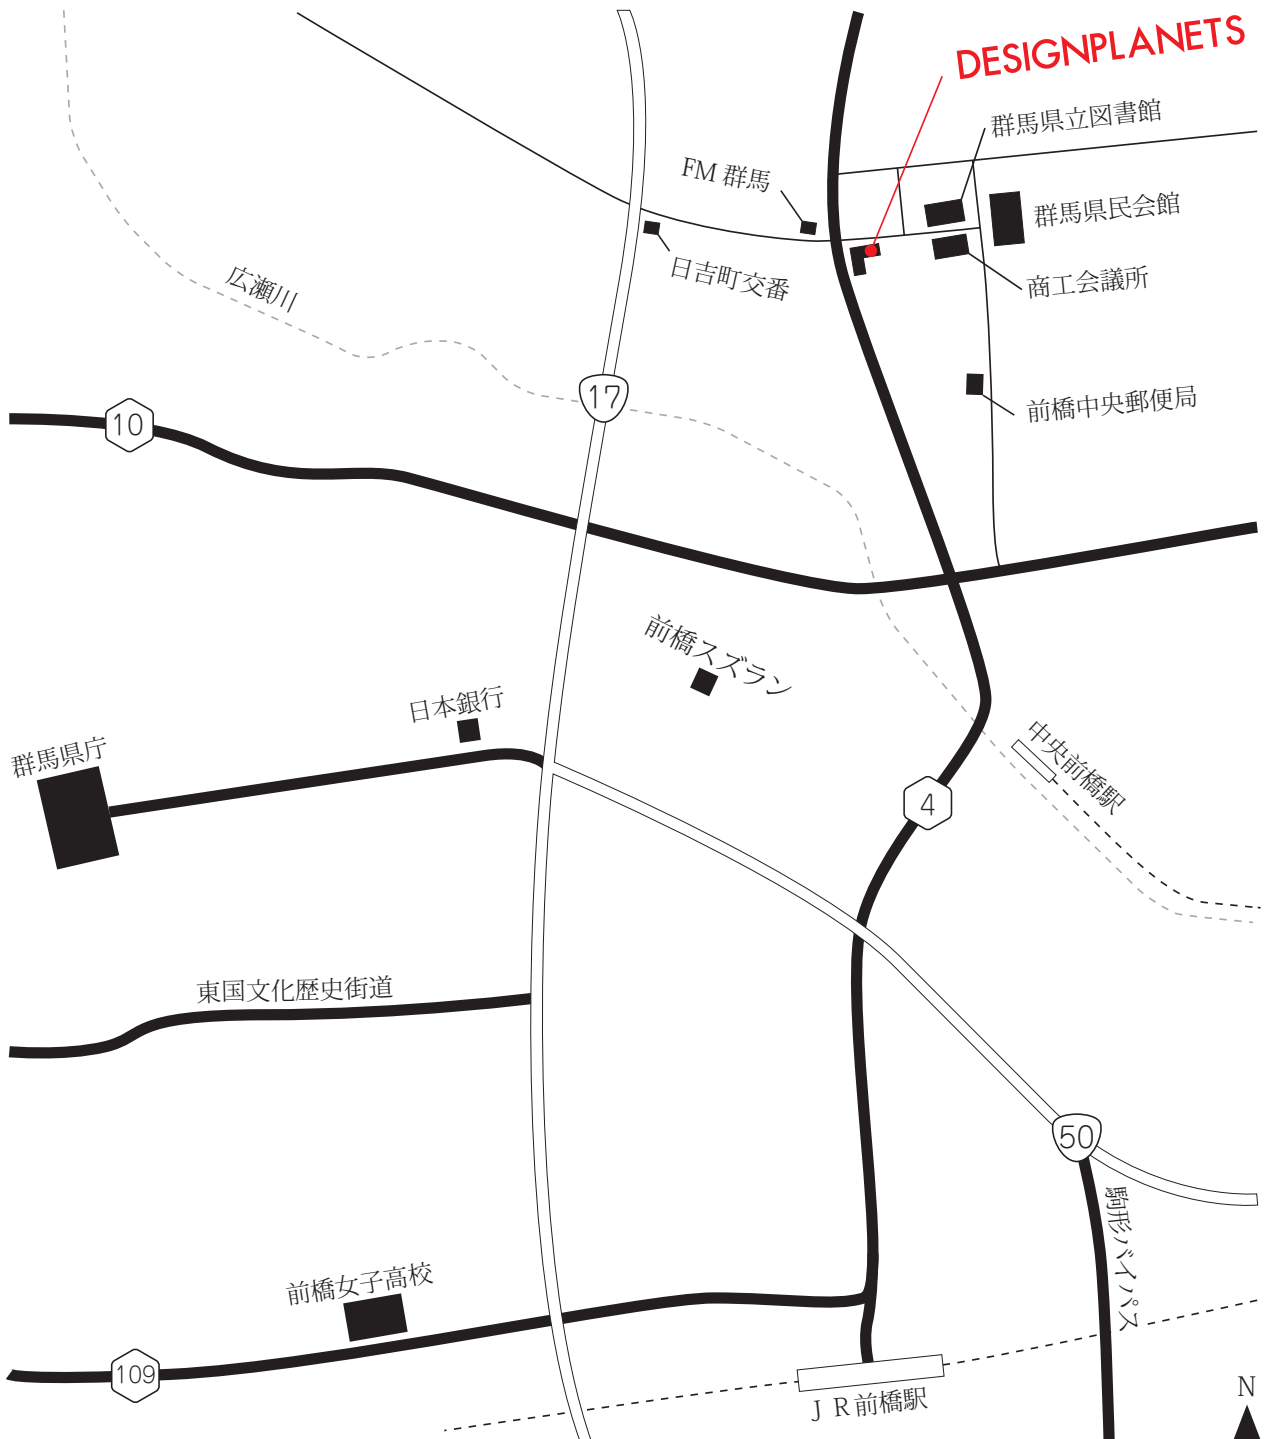 DESIGNPLANETS
群馬県立図書館
FM 群馬
群馬県民会館
日吉町交番
商工会議所
広瀬川
17
前橋中央郵便局
10
前橋スズラン
日本銀行
群馬県庁
中央前橋駅
4
東国文化歴史街道
50
駒形バイパス
前橋女子高校
109
JR前橋駅
N